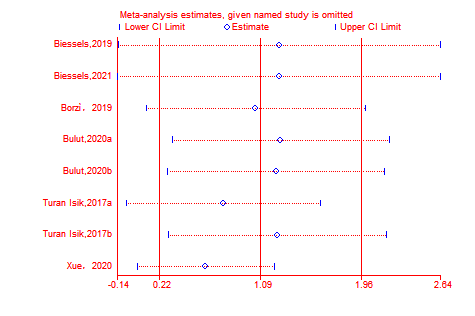 Meta-analysis estimates, given named study is omitted
Lower CI Limit Estimate Upper CI Limit
Biessels,2019
Biessels,2021
Borzì, 2019
Bulut,2020a
Bulut,2020b
Turan Isik,2017a
Turan Isik,2017b
Xue, 2020
-0.14 0.22 1.09 1.96 2.64